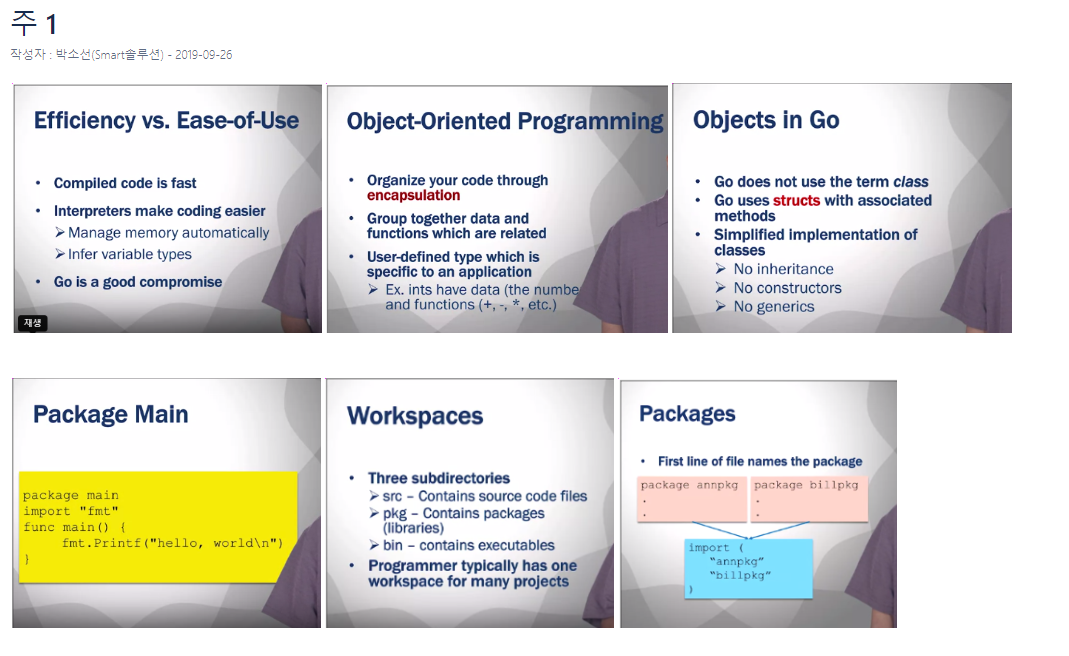 주 1
작성자 : 박소선(Smart솔루션) - 2019-09-26
Efficiency vs. Ease-of-Use
• Compiled code is fast
• Interpreters make coding easier
➢ Manage memory automatically
➢ Infer variable types
• Go is a good compromise
재생
Object-Oriented Programming
• Organize your code through
encapsulation
• Group together data and
functions which are related
• User-defined type which is
specific to an application
➢ Ex. ints have data (the numbe
and functions (+, -, *, etc.)
Objects in Go
• Go does not use the term class
• Go uses structs with associated
methods
• Simplified implementation of
classes
➢ No inheritance
➢ No constructors
➢ No generics
Package Main
package main
import "fmt"
func main() {
fmt.Printf("hello, world\n")
}
Workspaces
• Three subdirectories
➢ src – Contains source code files
➢ pkg – Contains packages
(libraries)
➢ bin – contains executables
• Programmer typically has one
workspace for many projects
Packages
• First line of file names the package
package annpkg
.
.
package billpkg
.
.
import (
"annpkg"
"billpkg"
)